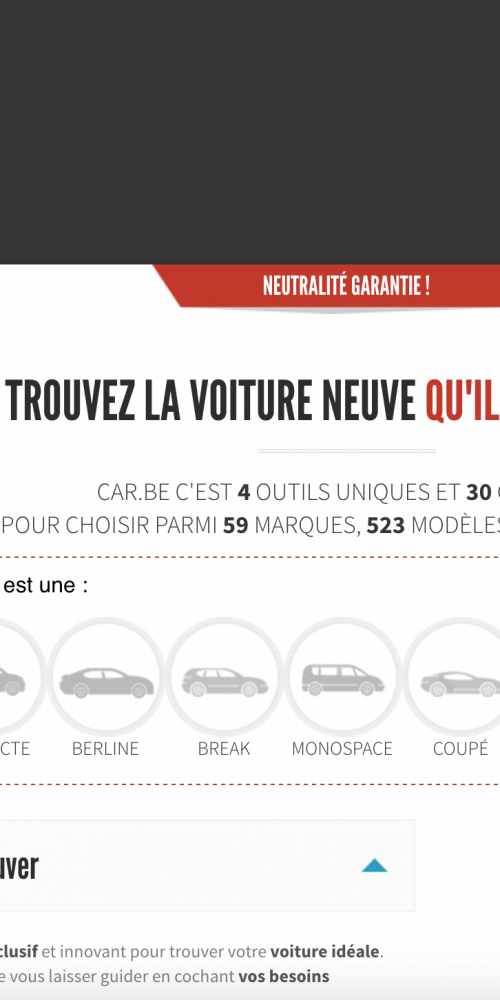 NEUTRALITÉ GARANTIE !
TROUVEZ LA VOITURE NEUVE QU'IL
CAR.BE C'EST 4 OUTILS UNIQUES ET 30
POUR CHOISIR PARMI 59 MARQUES, 523 MODÈLES
est une :
CTE BERLINE BREAK MONOSPACE COUPÉ
uver
clusif et innovant pour trouver votre voiture idéale.
e vous laisser guider en cochant vos besoins